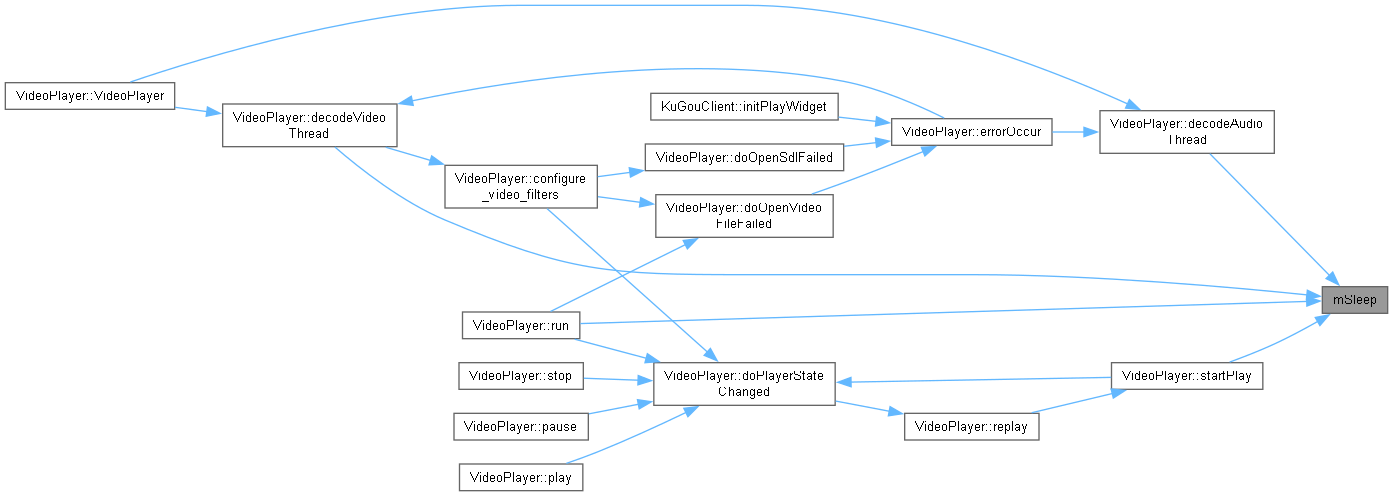 VideoPlayer::VideoPlayer
VideoPlayer::decodeVideo
Thread
KuGouClient::initPlayWidget
VideoPlayer::errorOccur
VideoPlayer::decodeAudio
Thread
VideoPlayer::doOpenSdlFailed
VideoPlayer::configure
_video_filters
VideoPlayer::doOpenVideo
FileFailed
mSleep
VideoPlayer::run
VideoPlayer::stop
VideoPlayer::doPlayerState
Changed
VideoPlayer::startPlay
VideoPlayer::pause
VideoPlayer::replay
VideoPlayer::play